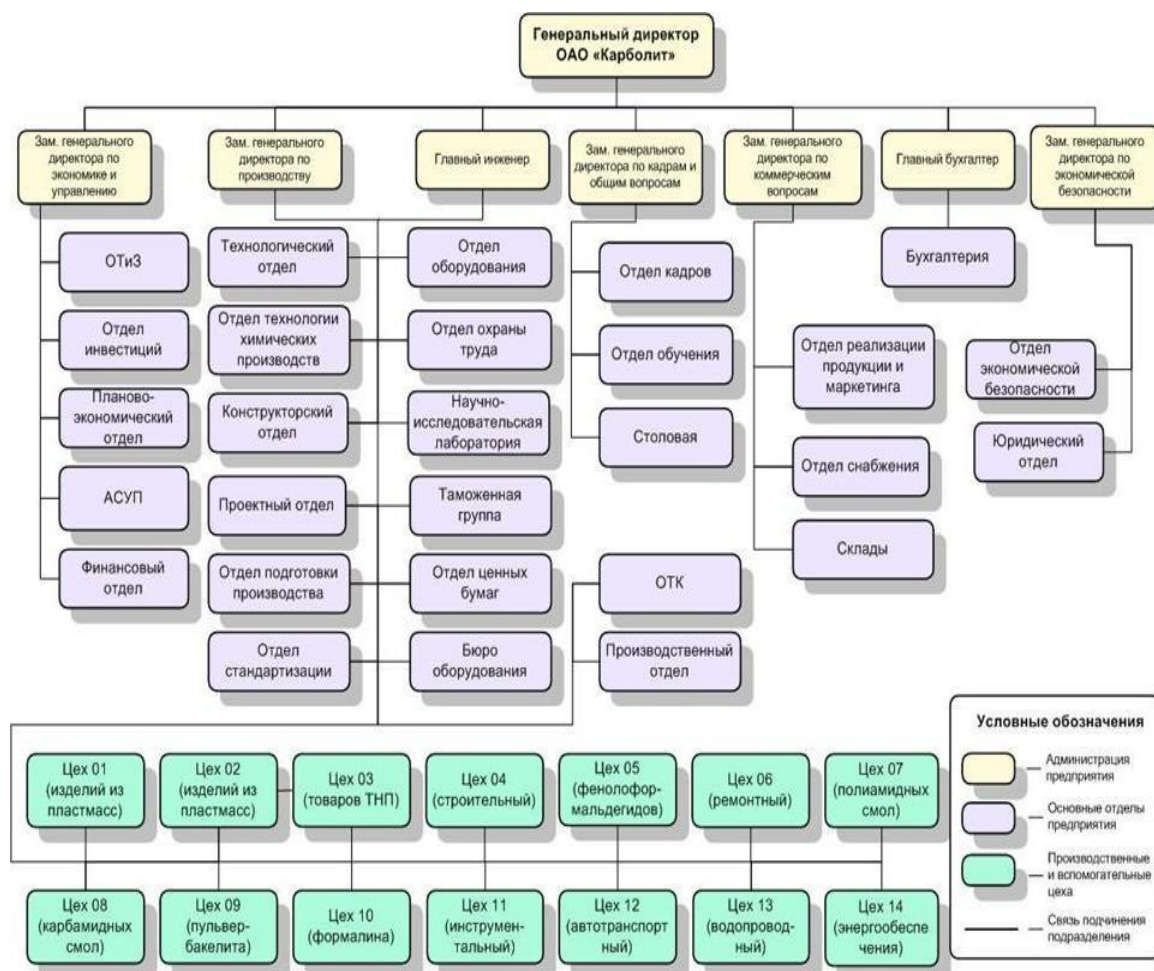 Генеральный директор
ОАО «Карболит»
Зам. генерального
директора по
экономике и
управлению
Зам. генерального
директора по
производству
Главный инженер
Зам. генерального
директора по кадрам и
общим вопросам
Зам. генерального
директора по
коммерческим
вопросам
Главный бухгалтер
Зам. генерального
директора по
экономической
безопасности
ОТиЗ
Отдел
инвестиций
Планово-
экономический
отдел
АСУП
Финансовый
отдел
Технологический
отдел
Отдел технологии
химических
производств
Конструкторский
отдел
Проектный отдел
Отдел подготовки
производства
Отдел
стандартизации
Отдел
оборудования
Отдел охраны
труда
Научно-
исследовательская
лаборатория
Таможенная
группа
Отдел ценных
бумаг
Бюро
оборудования
Отдел кадров
Отдел обучения
Столовая
ОТК
Производственный
отдел
Отдел реализации
продукции и
маркетинга
Отдел снабжения
Склады
Бухгалтерия
Отдел
экономической
безопасности
Юридический
отдел
Цех 01
(изделий из
пластмасс)
Цех 02
(изделий из
пластмасс)
Цех 03
(товаров ТНП)
Цех 04
(строительный)
Цех 05
(фенолофор-
мальдегидов)
Цех 06
(ремонтный)
Цех 07
(полиамидных
смол)
Цех 08
(карбамидных
смол)
Цех 09
(пульвер-
бакелита)
Цех 10
(формалина)
Цех 11
(инструмен-
тальный)
Цех 12
(автотранспорт
ный)
Цех 13
(водопровод-
ный)
Цех 14
(энергообеспе-
чения)
Условные обозначения
Администрация
предприятия
Основные отделы
предприятия
Производственные
и вспомогательные
цеха
Связь подчинения
подразделения